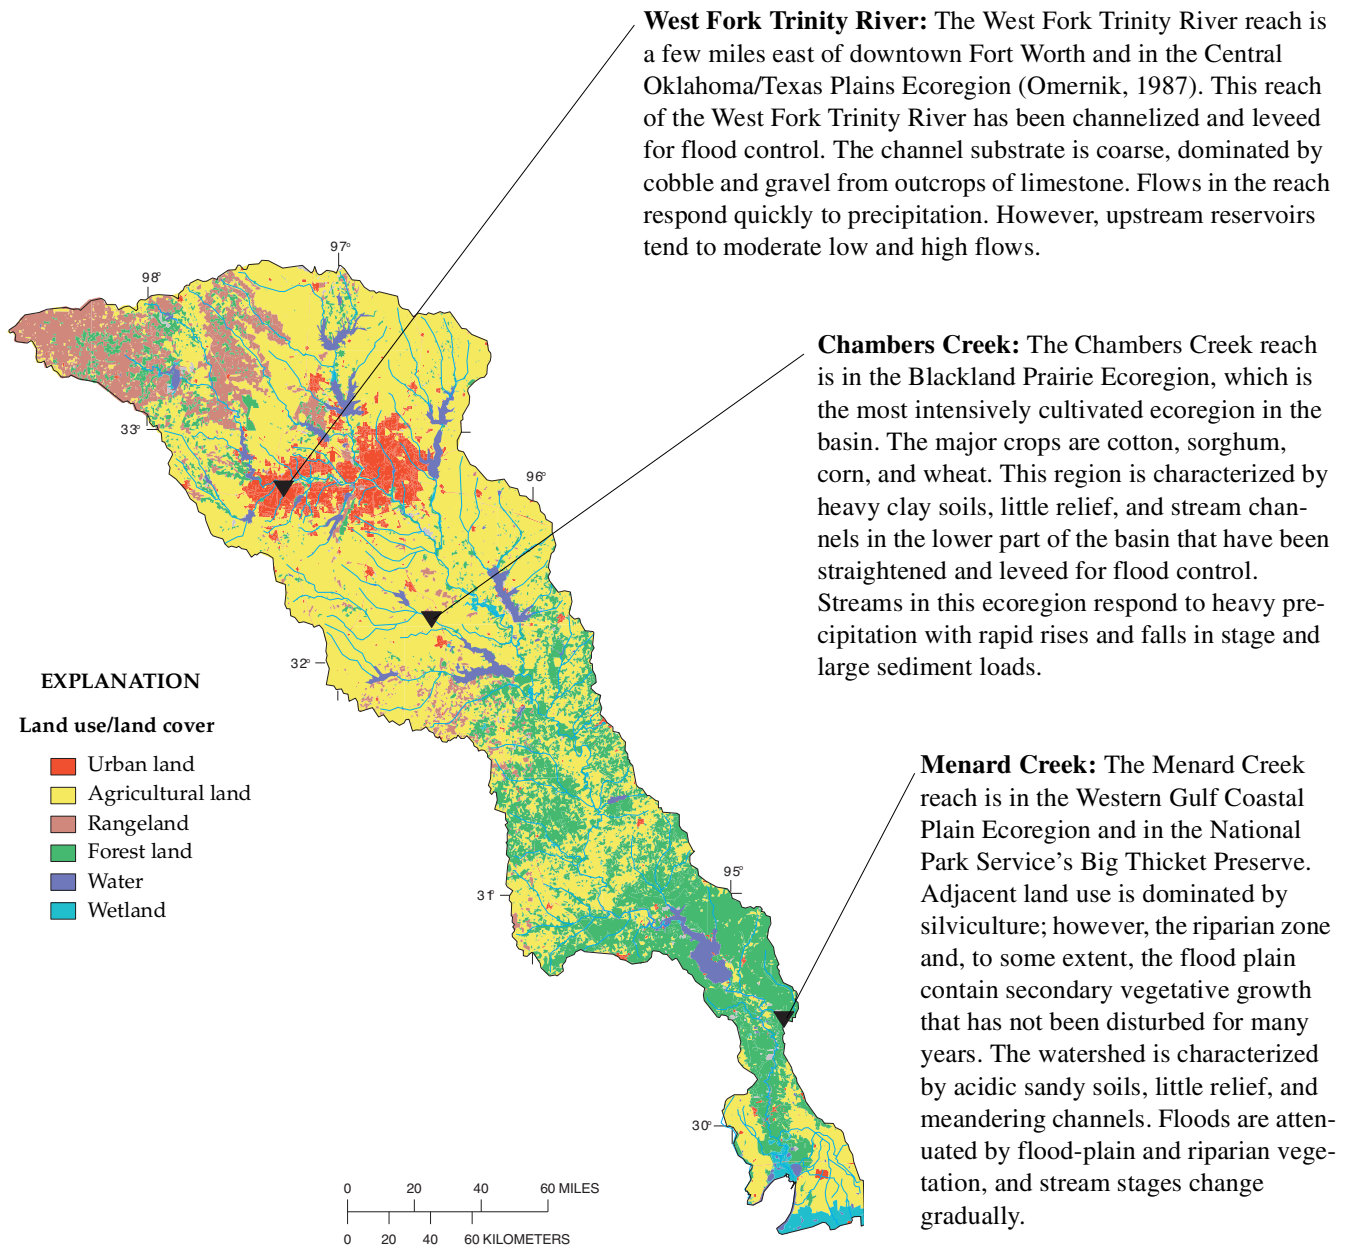 West Fork Trinity River: The West Fork Trinity River reach is
a few miles east of downtown Fort Worth and in the Central
Oklahoma/Texas Plains Ecoregion (Omernik, 1987). This reach
of the West Fork Trinity River has been channelized and leveed
for flood control. The channel substrate is coarse, dominated by
cobble and gravel from outcrops of limestone. Flows in the reach
respond quickly to precipitation. However, upstream reservoirs
tend to moderate low and high flows.
97°
98°
33°
96°
32°
31°
95°
30°
Chambers Creek: The Chambers Creek reach
is in the Blackland Prairie Ecoregion, which is
the most intensively cultivated ecoregion in the
basin. The major crops are cotton, sorghum,
corn, and wheat. This region is characterized by
heavy clay soils, little relief, and stream chan-
nels in the lower part of the basin that have been
straightened and leveed for flood control.
Streams in this ecoregion respond to heavy pre-
cipitation with rapid rises and falls in stage and
large sediment loads.
EXPLANATION
Land use/land cover
Urban land
Agricultural land
Rangeland
Forest land
Water
Wetland
Menard Creek: The Menard Creek
reach is in the Western Gulf Coastal
Plain Ecoregion and in the National
Park Service's Big Thicket Preserve.
Adjacent land use is dominated by
silviculture; however, the riparian zone
and, to some extent, the flood plain
contain secondary vegetative growth
that has not been disturbed for many
years. The watershed is characterized
by acidic sandy soils, little relief, and
meandering channels. Floods are atten-
uated by flood-plain and riparian vege-
tation, and stream stages change
gradually.
0 20 40 60 MILES
0 20 40 60 KILOMETERS